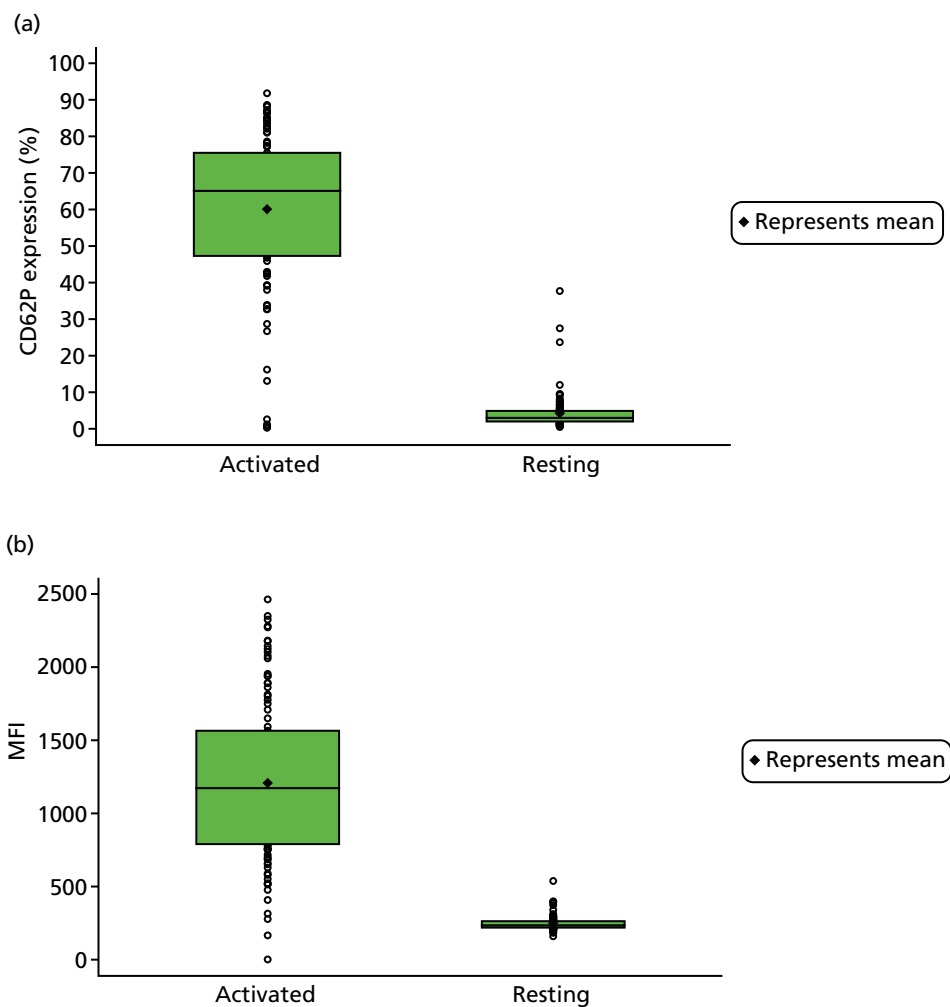 (a)
CD62P expression (%)
100
90
80
70
60
50
40
30
20
10
0
Activated
Resting
◆ Represents mean
(b)
MFI
2500
2000
1500
1000
500
0
Activated
Resting
◆ Represents mean